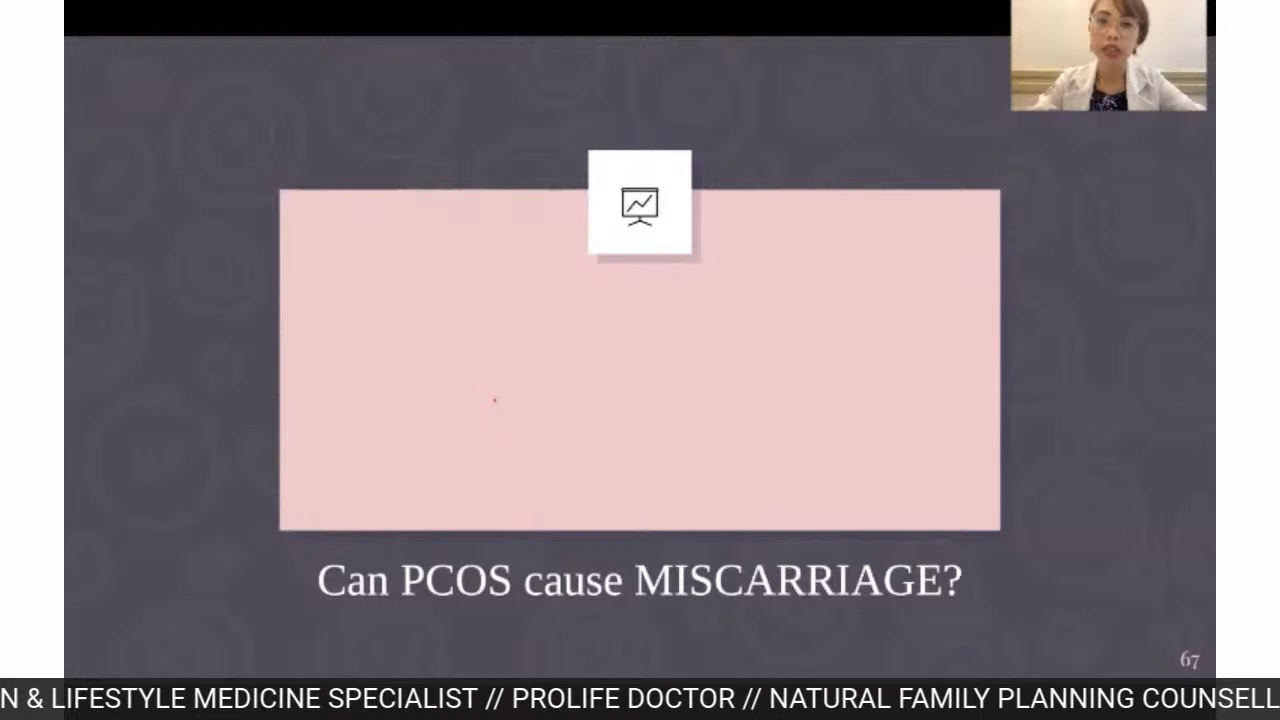 Can PCOS cause MISCARRIAGE?
67
N & LIFESTYLE MEDICINE SPECIALIST // PROLIFE DOCTOR // NATURAL FAMILY PLANNING COUNSELL